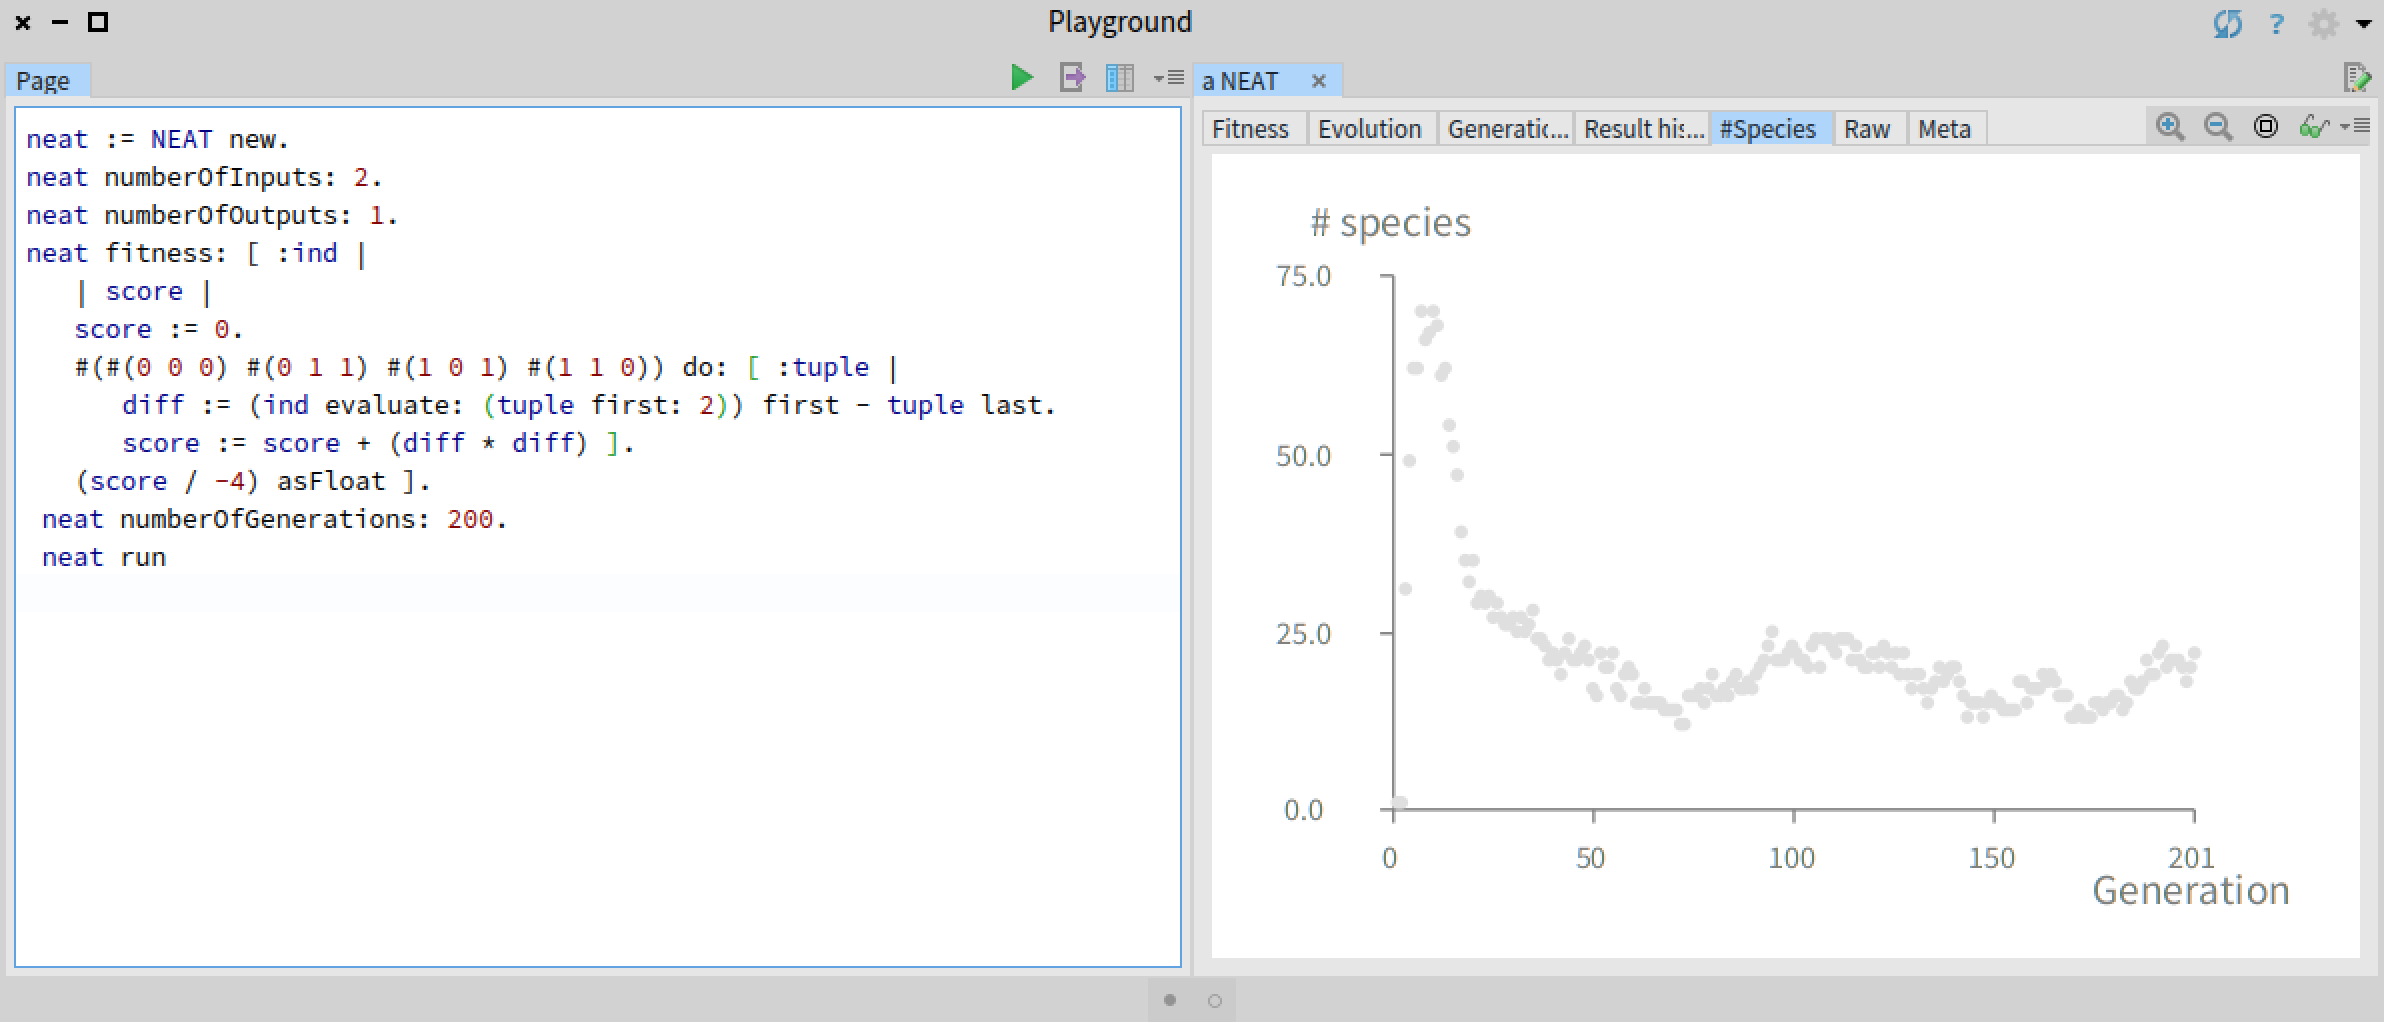 Playground
?
Page
a NEAT
neat := NEAT new.
neat numberOfInputs: 2.
neat numberOfOutputs: 1.
neat fitness: [ :ind |
| score |
score := 0.
#(#(0 0 0) #(0 1 1) #(1 0 1) #(1 1 0)) do: [ :tuple |
diff := (ind evaluate: (tuple first: 2)) first - tuple last.
score := score + (diff * diff) ].
(score / -4) asFloat ].
neat numberOfGenerations: 200.
neat run
Fitness Evolution Generatic... Result his... #Species Raw Meta
# species
75.0
50.0
25.0
0.0
0 50 100 150 201
Generation